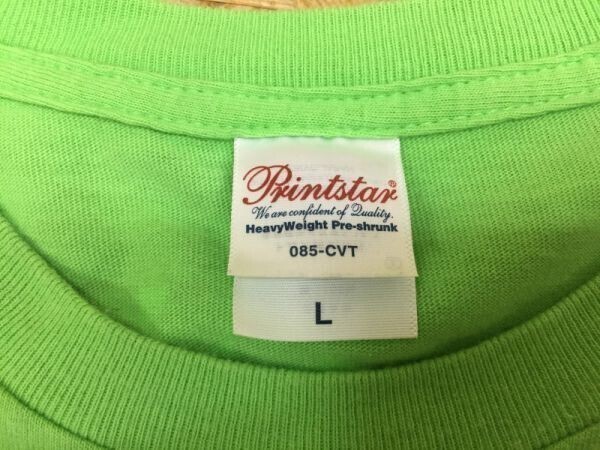 Printstar®
We are confident of Quality.
HeavyWeight Pre-shrunk
085-CVT
L